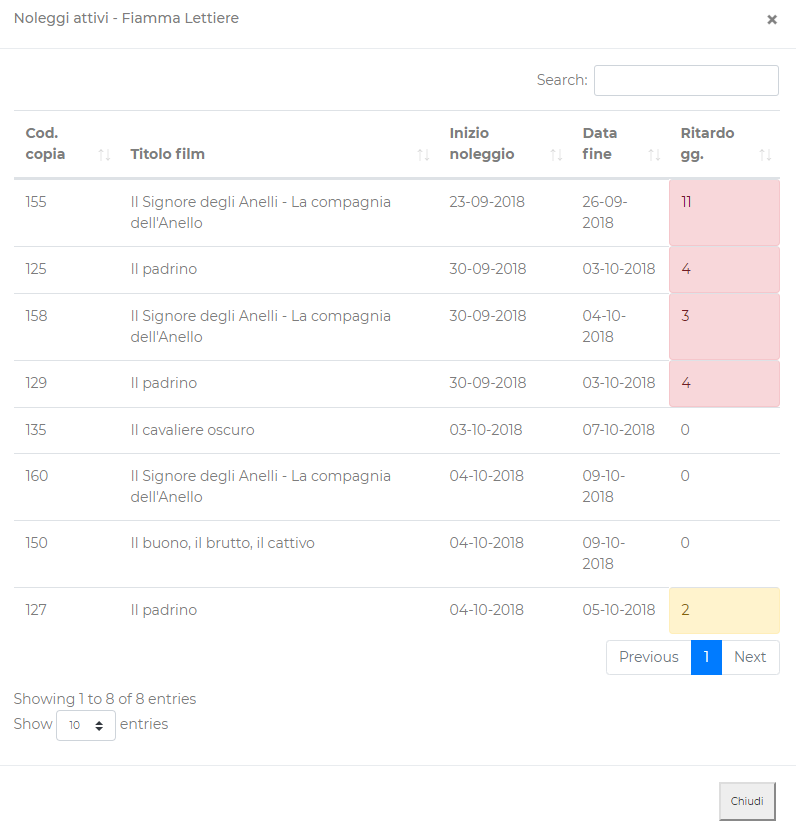 Noleggi attivi - Fiamma Lettiere ×
Search:
Cod. copia Titolo film Inizio noleggio Data fine Ritardo gg.
155 Il Signore degli Anelli - La compagnia dell'Anello 23-09-2018 26-09-2018 11
125 Il padrino 30-09-2018 03-10-2018 4
158 Il Signore degli Anelli - La compagnia dell'Anello 30-09-2018 04-10-2018 3
129 Il padrino 30-09-2018 03-10-2018 4
135 Il cavaliere oscuro 03-10-2018 07-10-2018 0
160 Il Signore degli Anelli - La compagnia dell'Anello 04-10-2018 09-10-2018 0
150 Il buono, il brutto, il cattivo 04-10-2018 09-10-2018 0
127 Il padrino 04-10-2018 05-10-2018 2
Previous 1 Next
Showing 1 to 8 of 8 entries
Show 10 entries
Chiudi